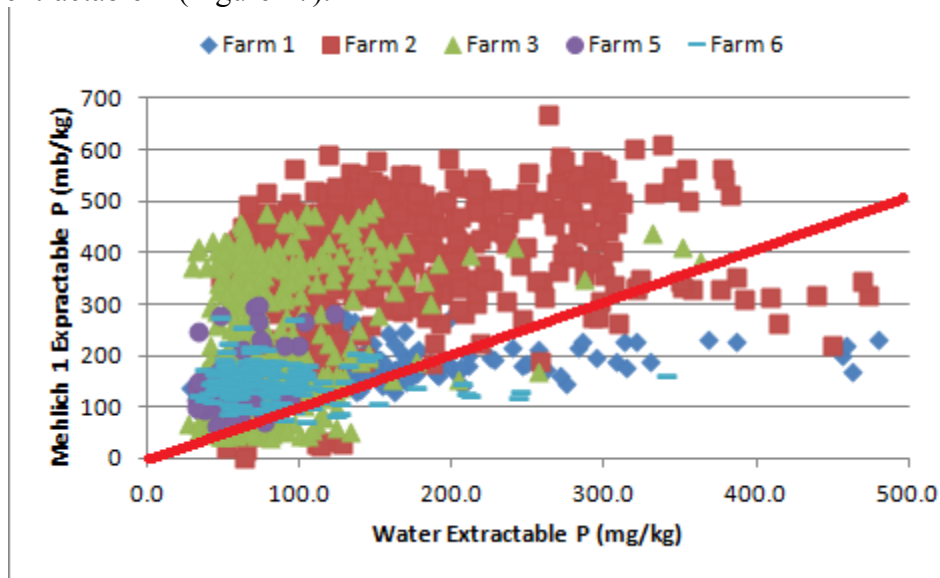 (Figure
Farm 1 Farm 2 Farm 3 Farm 5 Farm 6
700
600
500
400
300
200
100
0
Mehlich 1 Expractable P (mb/kg)
0.0 100.0 200.0 300.0 400.0 500.0
Water Extractable P (mg/kg)